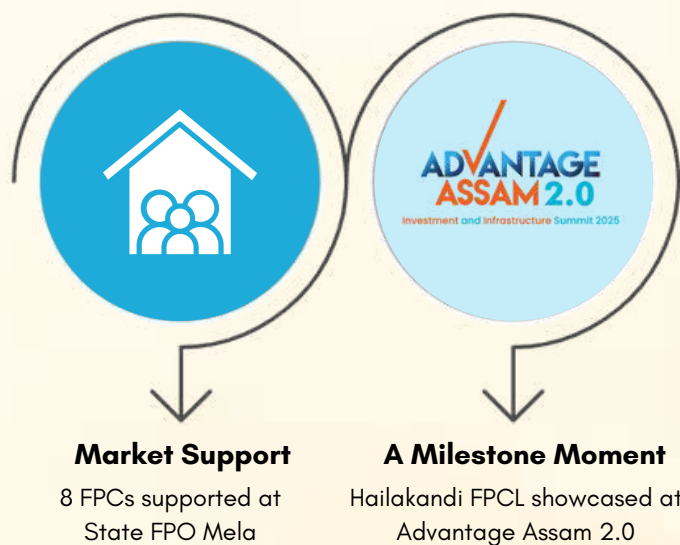 ADVANTAGE
ASSAM 2.0
Investment and Infrastructure Summit 2025
Market Support
8 FPCs supported at
State FPO Mela
A Milestone Moment
Hailakandi FPCL showcased at
Advantage Assam 2.0